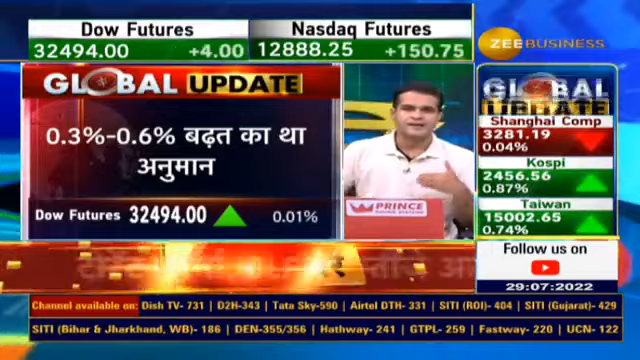 Dow Futures
32494.00 +4.00
Nasdaq Futures
12888.25 +150.75
ZEE BUSINESS
GLOBAL UPDATE
0.3%-0.6% बढ़त का था
अनुमान
Dow Futures 32494.00 0.01%
PRINCE
GLOBAL
UPDATE
Shanghai Comp
3281.19
0.04%
Kospi
2456.56
0.87%
Taiwan
15002.65
0.74%
Follow us on
29:07:2022
Channel available on: Dish TV- 731 | D2H-343 | Tata Sky-590 | Airtel DTH- 331 | SITI (ROI)- 404 | SITI (Gujarat)- 429
SITI (Bihar & Jharkhand, WB)- 186 | DEN-355/356 | Hathway- 241 | GTPL- 259 | Fastway- 220 | UCN- 122